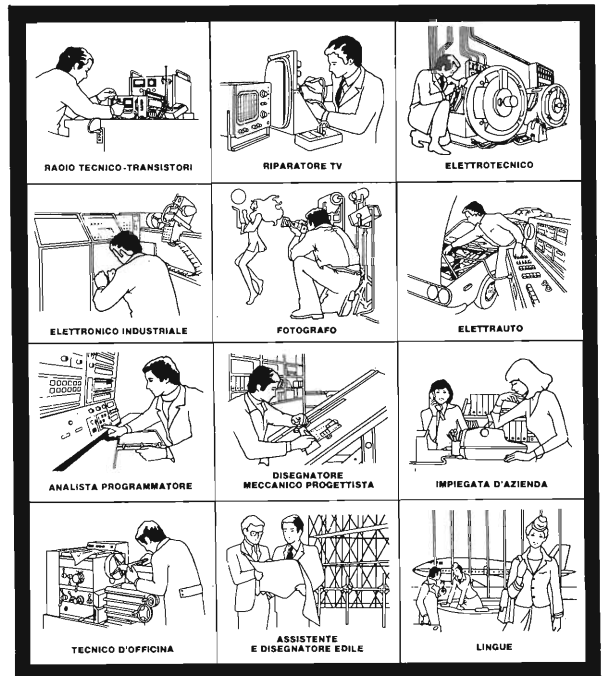 RADIO TECNICO-TRANSISTORI
RIPARATORE TV
ELETTROTECNICO
ELETTRONICO INDUSTRIALE
FOTOGRAFO
ELETTRAUTO
ANALISTA PROGRAMMATORE
DISEGNATORE
MECCANICO PROGETTISTA
IMPIEGATA D'AZIENDA
TECNICO D'OFFICINA
ASSISTENTE
E DISEGNATORE EDILE
LINGUE